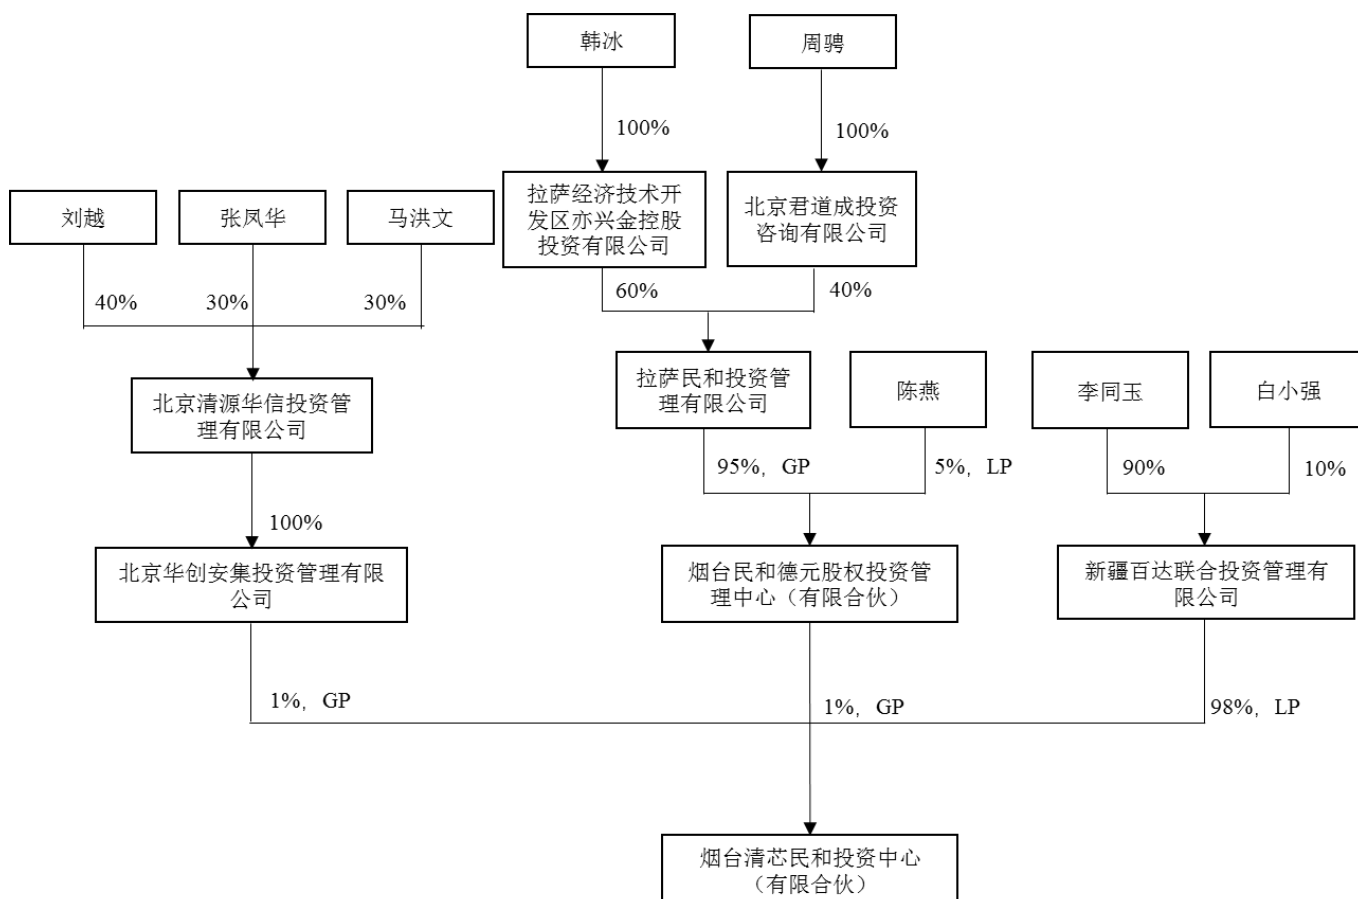 韩冰
周骋
100%
100%
拉萨经济技术开
发区亦兴金控股
投资有限公司
北京君道成投资
咨询有限公司
刘越
张凤华
马洪文
40%
30%
30%
60%
40%
北京清源华信投资管
理有限公司
拉萨民和投资管
理有限公司
陈燕
李同玉
白小强
95%，GP
5%，LP
90%
10%
100%
北京华创安集投资管理有限
公司
烟台民和德元股权投资管
理中心（有限合伙）
新疆百达联合投资管理有
限公司
1%，GP
1%，GP
98%，LP
烟台清芯民和投资中心
（有限合伙）